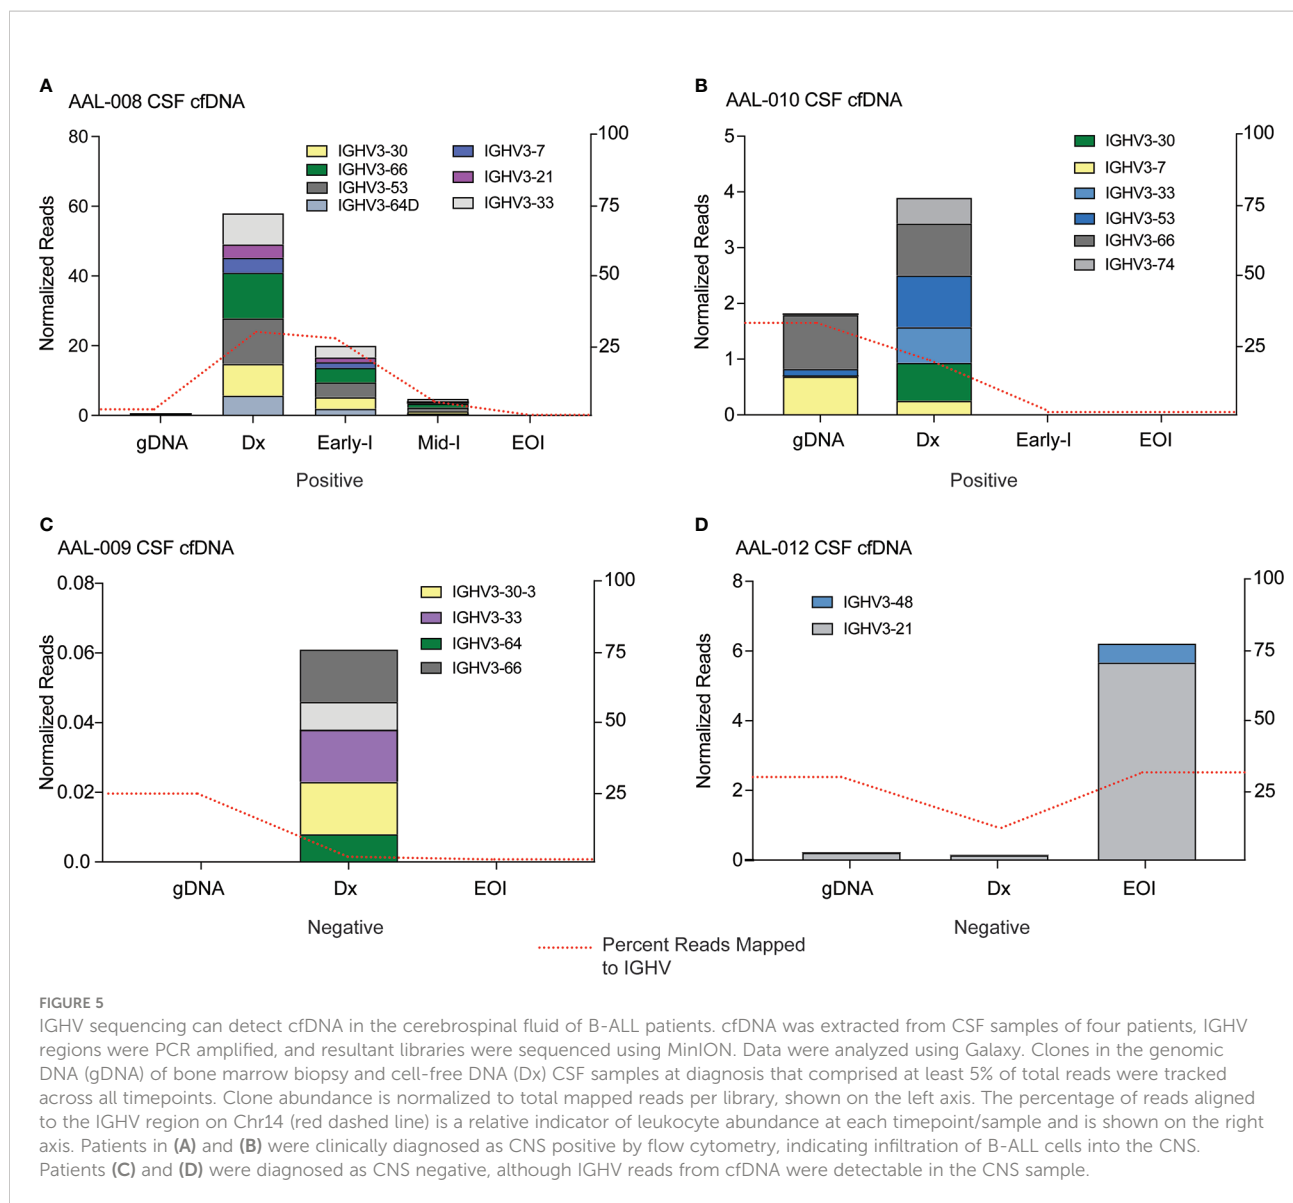 A
AAL-008 CSF cfDNA
80
60
40
20
0
Normalized Reads
100
75
50
25
IGHV3-30
IGHV3-66
IGHV3-53
IGHV3-64D
IGHV3-7
IGHV3-21
IGHV3-33
gDNA Dx Early-I Mid-I EOI
Positive
B
AAL-010 CSF cfDNA
5
4
3
2
1
0
Normalized Reads
100
75
50
25
IGHV3-30
IGHV3-7
IGHV3-33
IGHV3-53
IGHV3-66
IGHV3-74
gDNA Dx Early-I EOI
Positive
C
AAL-009 CSF cfDNA
0.08
0.06
0.04
0.02
0.0
Normalized Reads
100
75
50
25
IGHV3-30-3
IGHV3-33
IGHV3-64
IGHV3-66
gDNA Dx EOI
Negative
D
AAL-012 CSF cfDNA
8
6
4
2
0
Normalized Reads
100
75
50
25
IGHV3-48
IGHV3-21
gDNA Dx EOI
Negative
Percent Reads Mapped
to IGHV
FIGURE 5
IGHV sequencing can detect cfDNA in the cerebrospinal fluid of B-ALL patients. cfDNA was extracted from CSF samples of four patients, IGHV
regions were PCR amplified, and resultant libraries were sequenced using MinION. Data were analyzed using Galaxy. Clones in the genomic
DNA (gDNA) of bone marrow biopsy and cell-free DNA (Dx) CSF samples at diagnosis that comprised at least 5% of total reads were tracked
across all timepoints. Clone abundance is normalized to total mapped reads per library, shown on the left axis. The percentage of reads aligned
to the IGHV region on Chr14 (red dashed line) is a relative indicator of leukocyte abundance at each timepoint/sample and is shown on the right
axis. Patients in (A) and (B) were clinically diagnosed as CNS positive by flow cytometry, indicating infiltration of B-ALL cells into the CNS.
Patients (C) and (D) were diagnosed as CNS negative, although IGHV reads from cfDNA were detectable in the CNS sample.